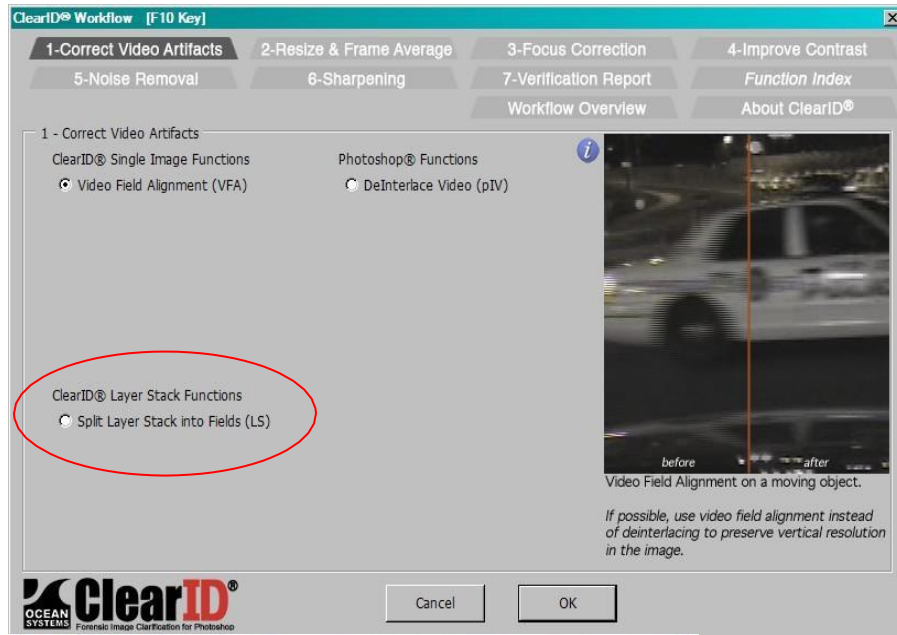 ClearID® Workflow [F10 Key]
1-Correct Video Artifacts
2-Resize & Frame Average
3-Focus Correction
4-Improve Contrast
5-Noise Removal
6-Sharpening
7-Verification Report
Function Index
Workflow Overview
About ClearID®
1 - Correct Video Artifacts
ClearID® Single Image Functions
Video Field Alignment (VFA)
Photoshop® Functions
DeInterlace Video (pIV)
ClearID® Layer Stack Functions
Split Layer Stack into Fields (LS)
before
after
Video Field Alignment on a moving object.
If possible, use video field alignment instead
of deinterlacing to preserve vertical resolution
in the image.
OCEAN
SYSTEMS
ClearID®
Forensic Image Clarification for Photoshop
Cancel
OK